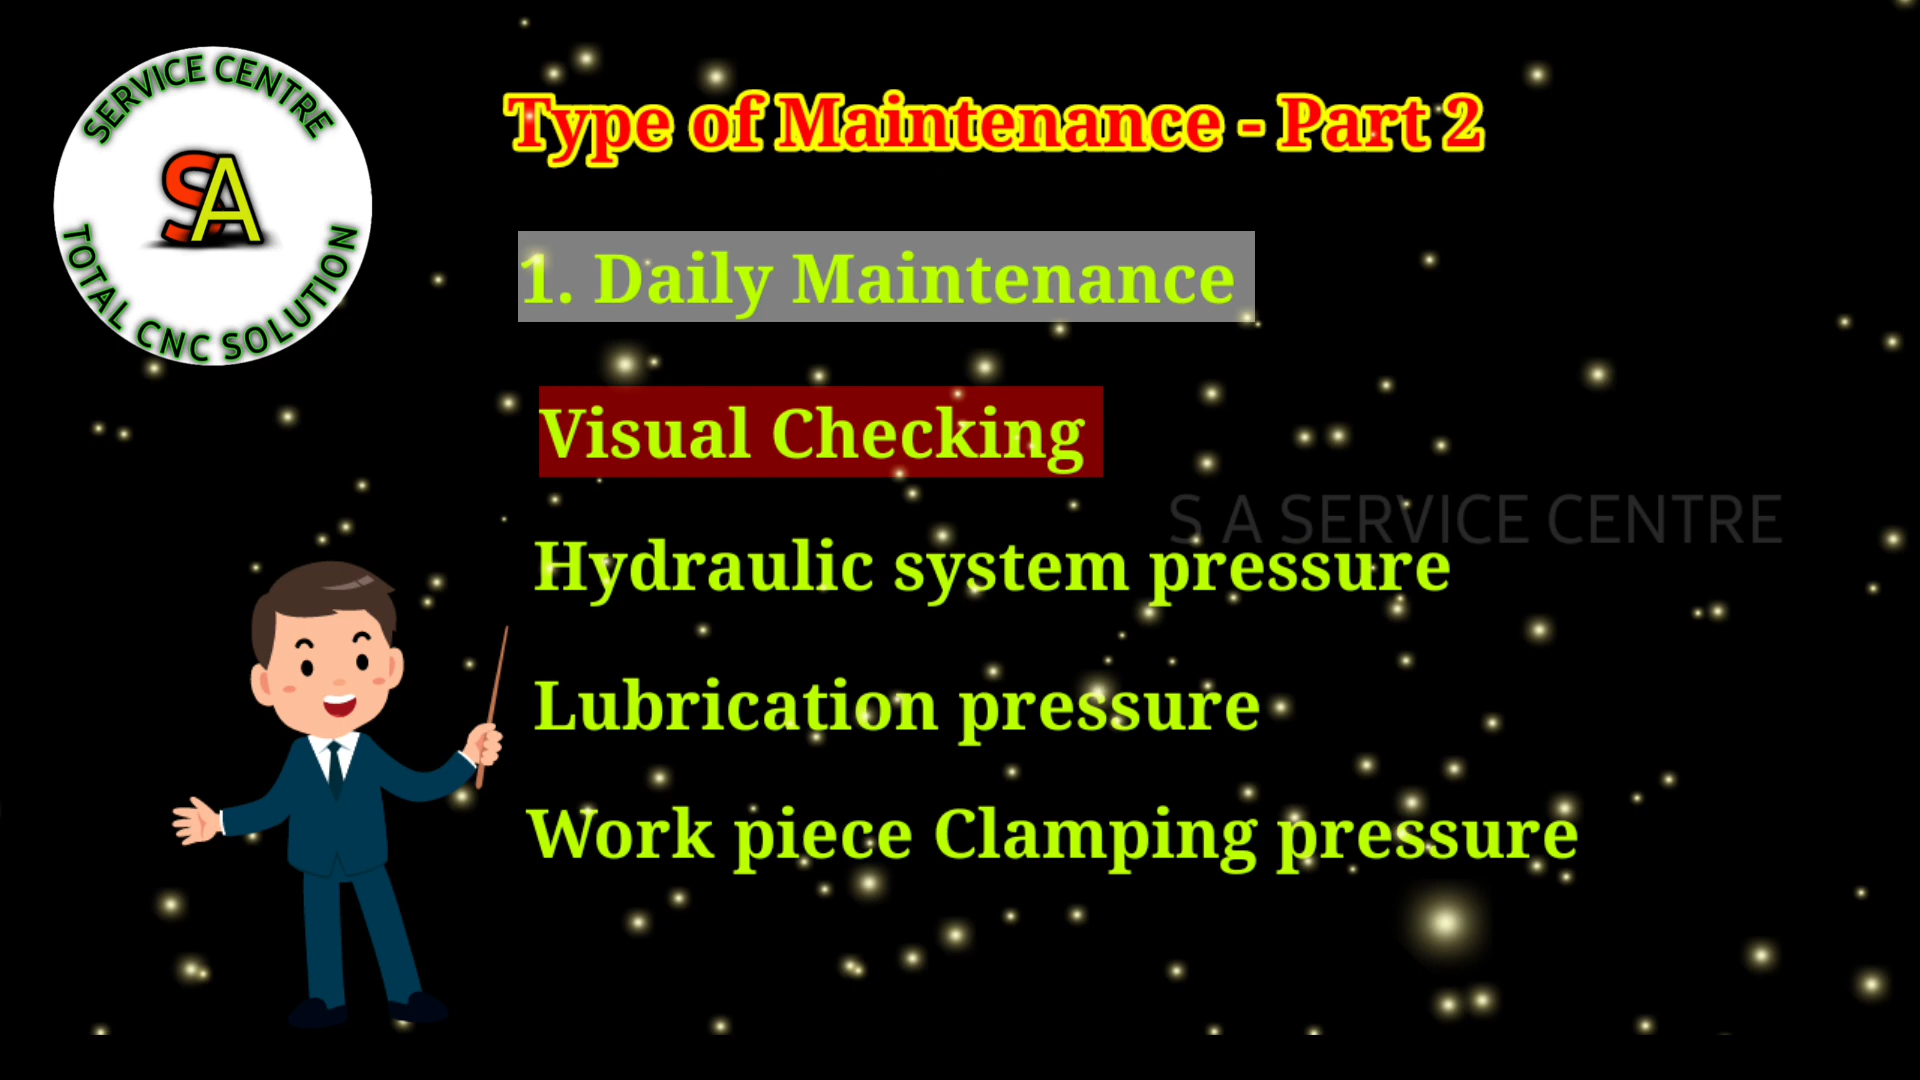 SERVICE CENTRE
SA
TOTAL CNC SOLUTION
Type of Maintenance - Part 2
1. Daily Maintenance
Visual Checking
S A SERVICE CENTRE
Hydraulic system pressure
Lubrication pressure
Work piece Clamping pressure